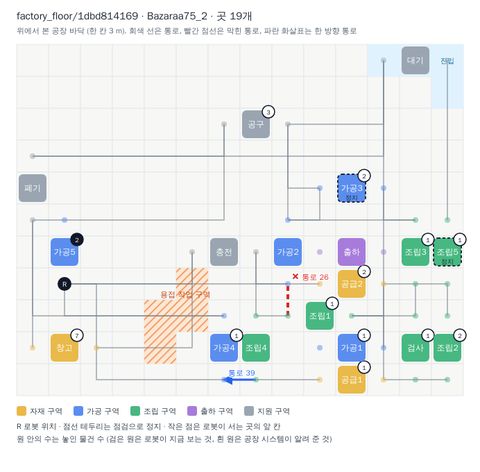 factory_floor/1dbd814169 · Bazaraa75_2 · 곳 19개
위에서 본 공장 바닥 (한 칸 3 m). 회색 선은 통로, 빨간 점선은 막힌 통로, 파란 화살표는 한 방향 통로
대기
공구 3
폐기
가공3 2
정지
가공5 2
충전
가공2
출하
조립3 1
조립5 1
정지
R
용접 작업 구역
✕ 통로 26
공급2 2
조립1 1
창고 7
가공4 1
조립4
가공1 1
검사 1
조립2 2
통로 39
공급1 2
자재 구역
가공 구역
조립 구역
출하 구역
지원 구역
R 로봇 위치 · 점선 테두리는 점검으로 정지 · 작은 점은 로봇이 서는 곳의 앞 칸
원 안의 수는 놓인 물건 수 (검은 원은 로봇이 지금 보는 것, 흰 원은 공장 시스템이 알려 준 것)